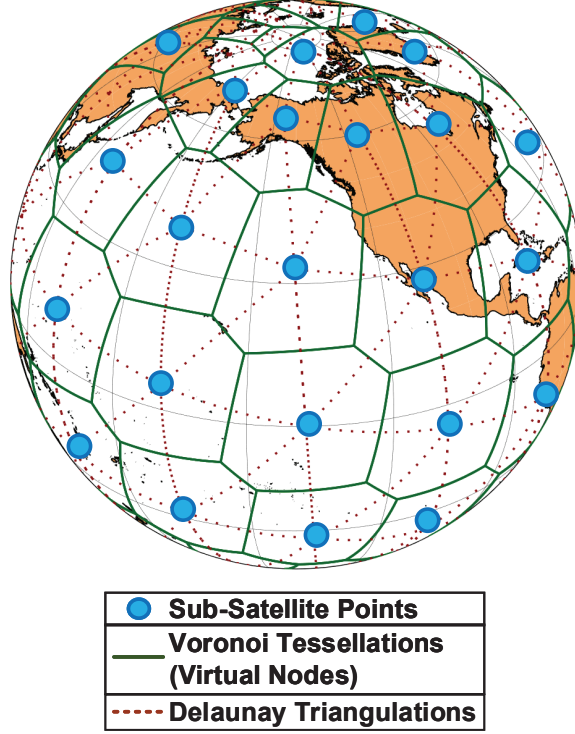 Sub-Satellite Points
Voronoi Tessellations
(Virtual Nodes)
Delaunay Triangulations